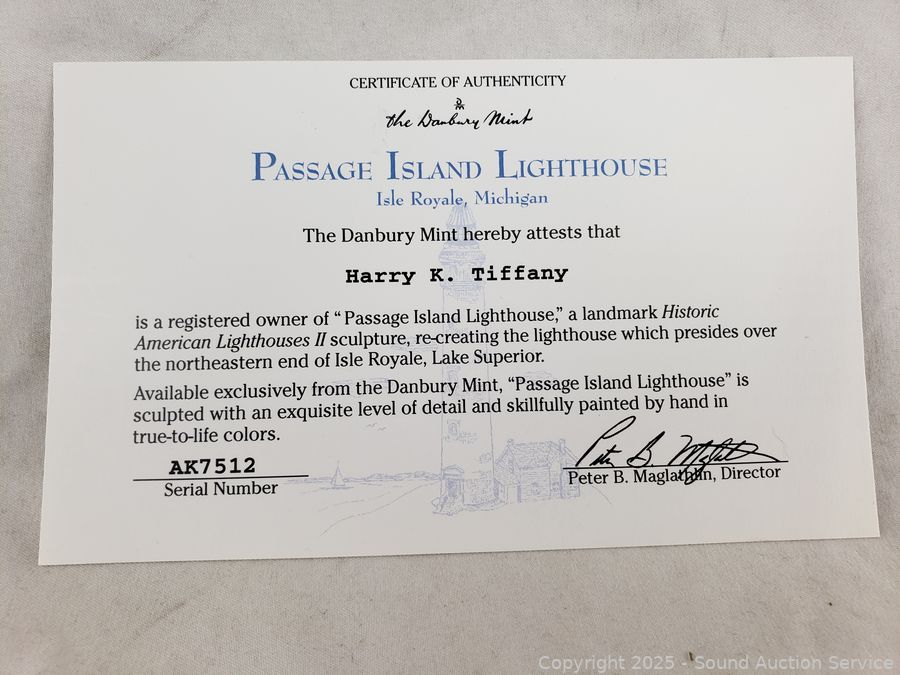 CERTIFICATE OF AUTHENTICITY
DM
the Danbury Mint
PASSAGE ISLAND LIGHTHOUSE
Isle Royale, Michigan
The Danbury Mint hereby attests that
Harry K. Tiffany
is a registered owner of “Passage Island Lighthouse,” a landmark Historic
American Lighthouses II sculpture, re-creating the lighthouse which presides over
the northeastern end of Isle Royale, Lake Superior.
Available exclusively from the Danbury Mint, “Passage Island Lighthouse” is
sculpted with an exquisite level of detail and skillfully painted by hand in
true-to-life colors.
AK7512
Serial Number
Peter B. Maglathlin
Peter B. Maglathlin, Director
Copyright 2025 - Sound Auction Service